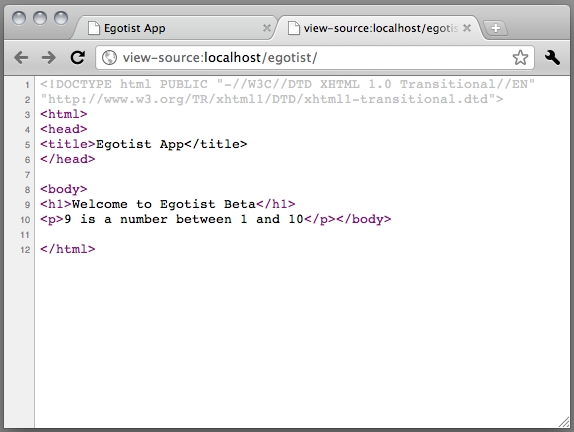 Egotist App
view-source:localhost/egotis
view-source:localhost/egotist/
1 <!DOCTYPE html PUBLIC "-//W3C//DTD XHTML 1.0 Transitional//EN"
2 "http://www.w3.org/TR/xhtml1/DTD/xhtml1-transitional.dtd">
3 <html>
4 <head>
5 <title>Egotist App</title>
6 </head>
7
8 <body>
9 <h1>Welcome to Egotist Beta</h1>
10 <p>9 is a number between 1 and 10</p></body>
11
12 </html>